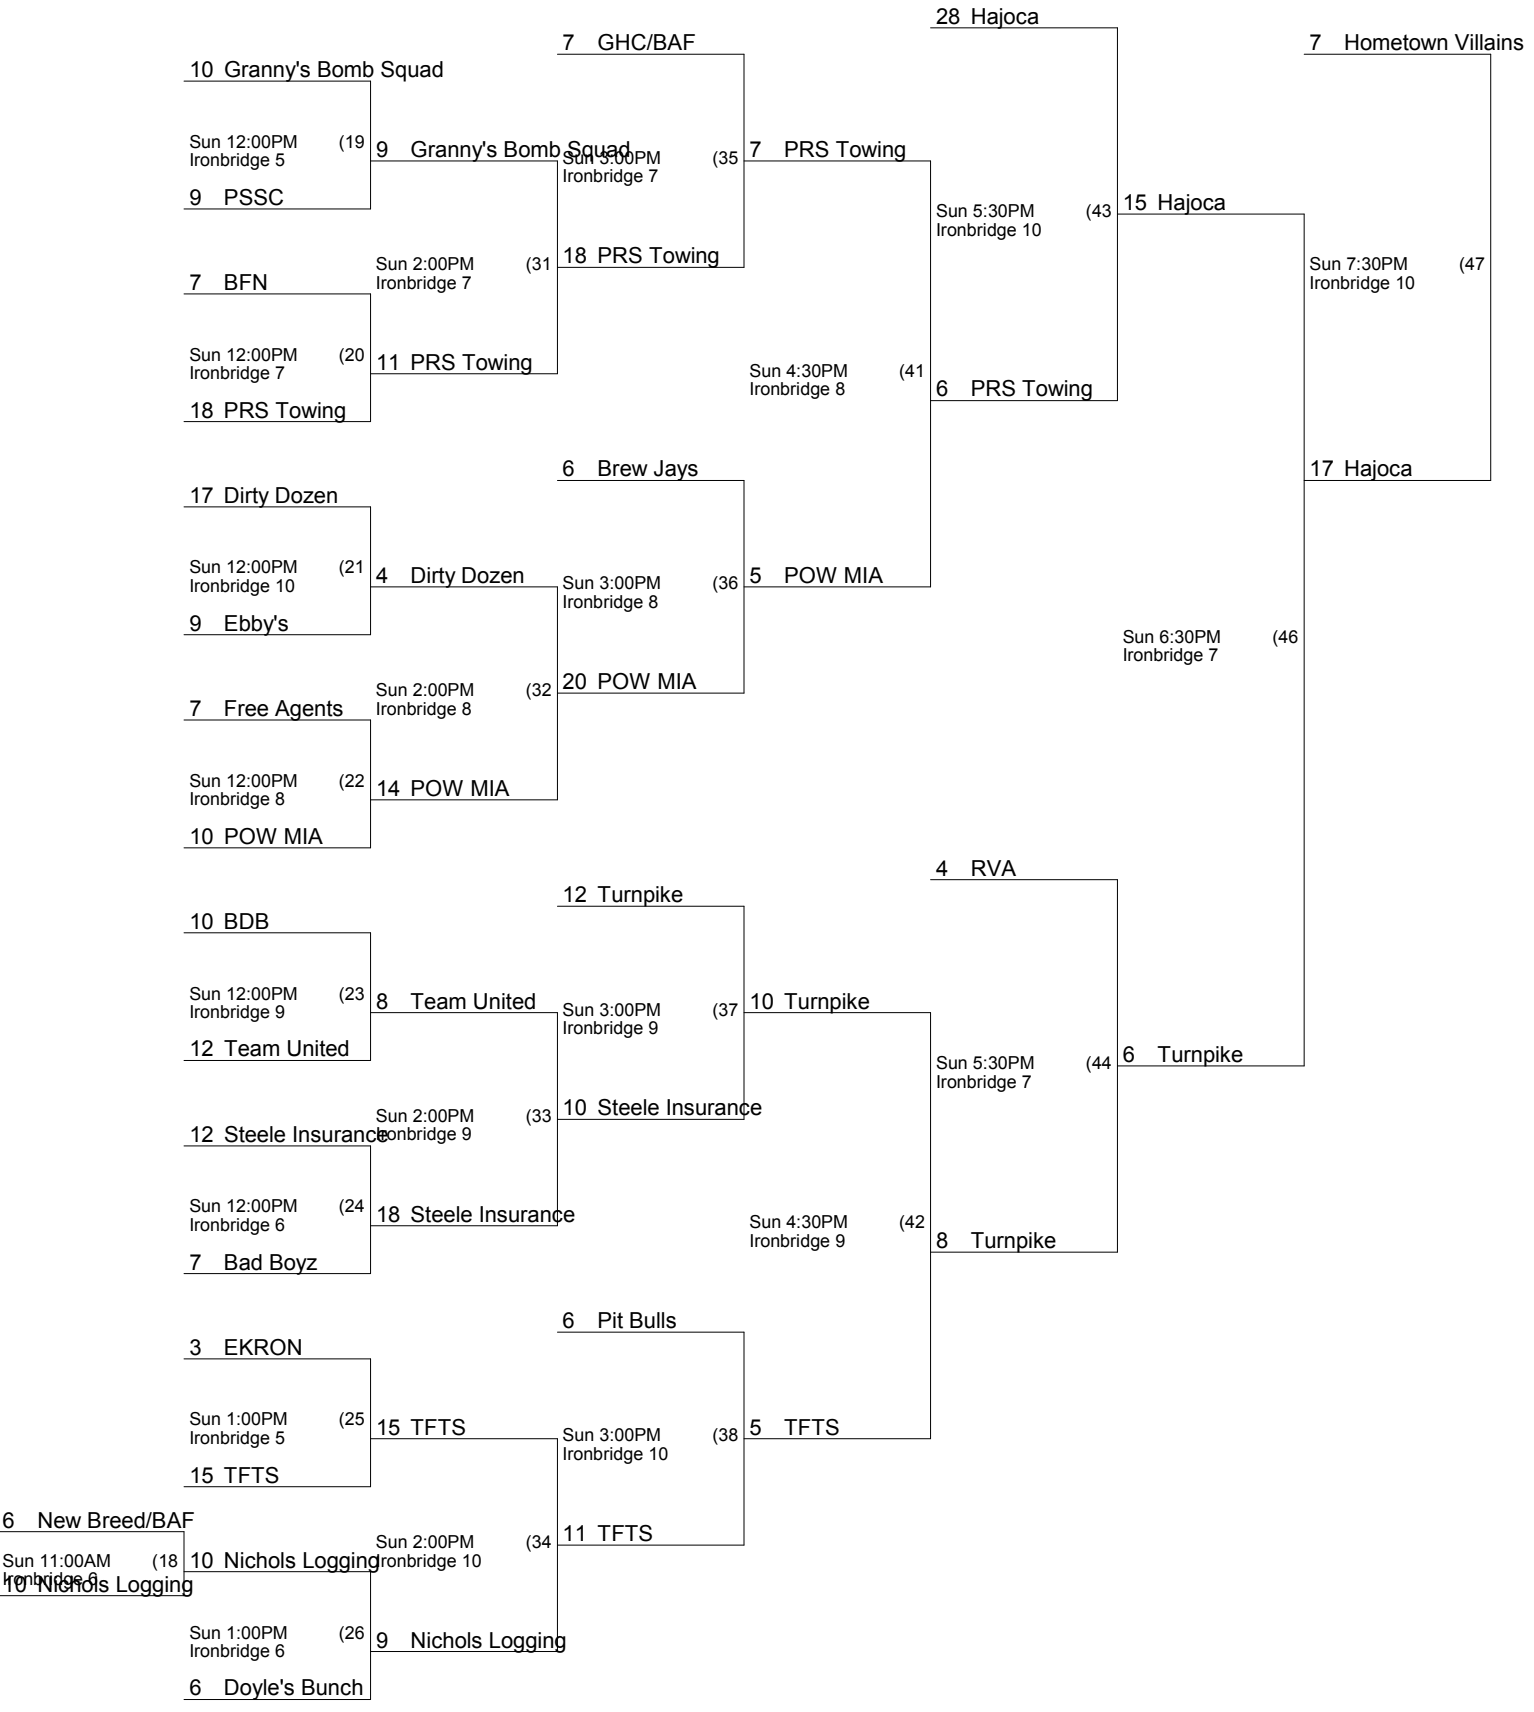 28 Hajoca
7 GHC/BAF
7 Hometown Villains
10 Granny's Bomb Squad
Sun 12:00PM (19
Ironbridge 5
9 Granny's Bomb Squad
Sun 3:00PM (35
Ironbridge 7
7 PRS Towing
9 PSSC
Sun 5:30PM (43
Ironbridge 10
15 Hajoca
18 PRS Towing
Sun 2:00PM (31
Ironbridge 7
Sun 7:30PM (47
Ironbridge 10
7 BFN
Sun 12:00PM (20
Ironbridge 7
11 PRS Towing
Sun 4:30PM (41
Ironbridge 8
6 PRS Towing
18 PRS Towing
6 Brew Jays
17 Hajoca
17 Dirty Dozen
Sun 12:00PM (21
Ironbridge 10
4 Dirty Dozen
Sun 3:00PM (36
Ironbridge 8
5 POW MIA
9 Ebby's
Sun 6:30PM (46
Ironbridge 7
20 POW MIA
Sun 2:00PM (32
Ironbridge 8
7 Free Agents
Sun 12:00PM (22
Ironbridge 8
14 POW MIA
10 POW MIA
4 RVA
12 Turnpike
10 BDB
Sun 12:00PM (23
Ironbridge 9
8 Team United
Sun 3:00PM (37
Ironbridge 9
10 Turnpike
12 Team United
Sun 5:30PM (44
Ironbridge 7
6 Turnpike
10 Steele Insurance
Sun 2:00PM (33
Ironbridge 9
12 Steele Insurance
Sun 12:00PM (24
Ironbridge 6
18 Steele Insurance
Sun 4:30PM (42
Ironbridge 9
8 Turnpike
7 Bad Boyz
6 Pit Bulls
3 EKRON
Sun 1:00PM (25
Ironbridge 5
15 TFTS
Sun 3:00PM (38
Ironbridge 10
5 TFTS
15 TFTS
6 New Breed/BAF
Sun 2:00PM (34
Ironbridge 10
11 TFTS
Sun 11:00AM (18
Ironbridge 6
10 Nichols Logging
10 Nichols Logging
Sun 1:00PM (26
Ironbridge 6
9 Nichols Logging
6 Doyle's Bunch